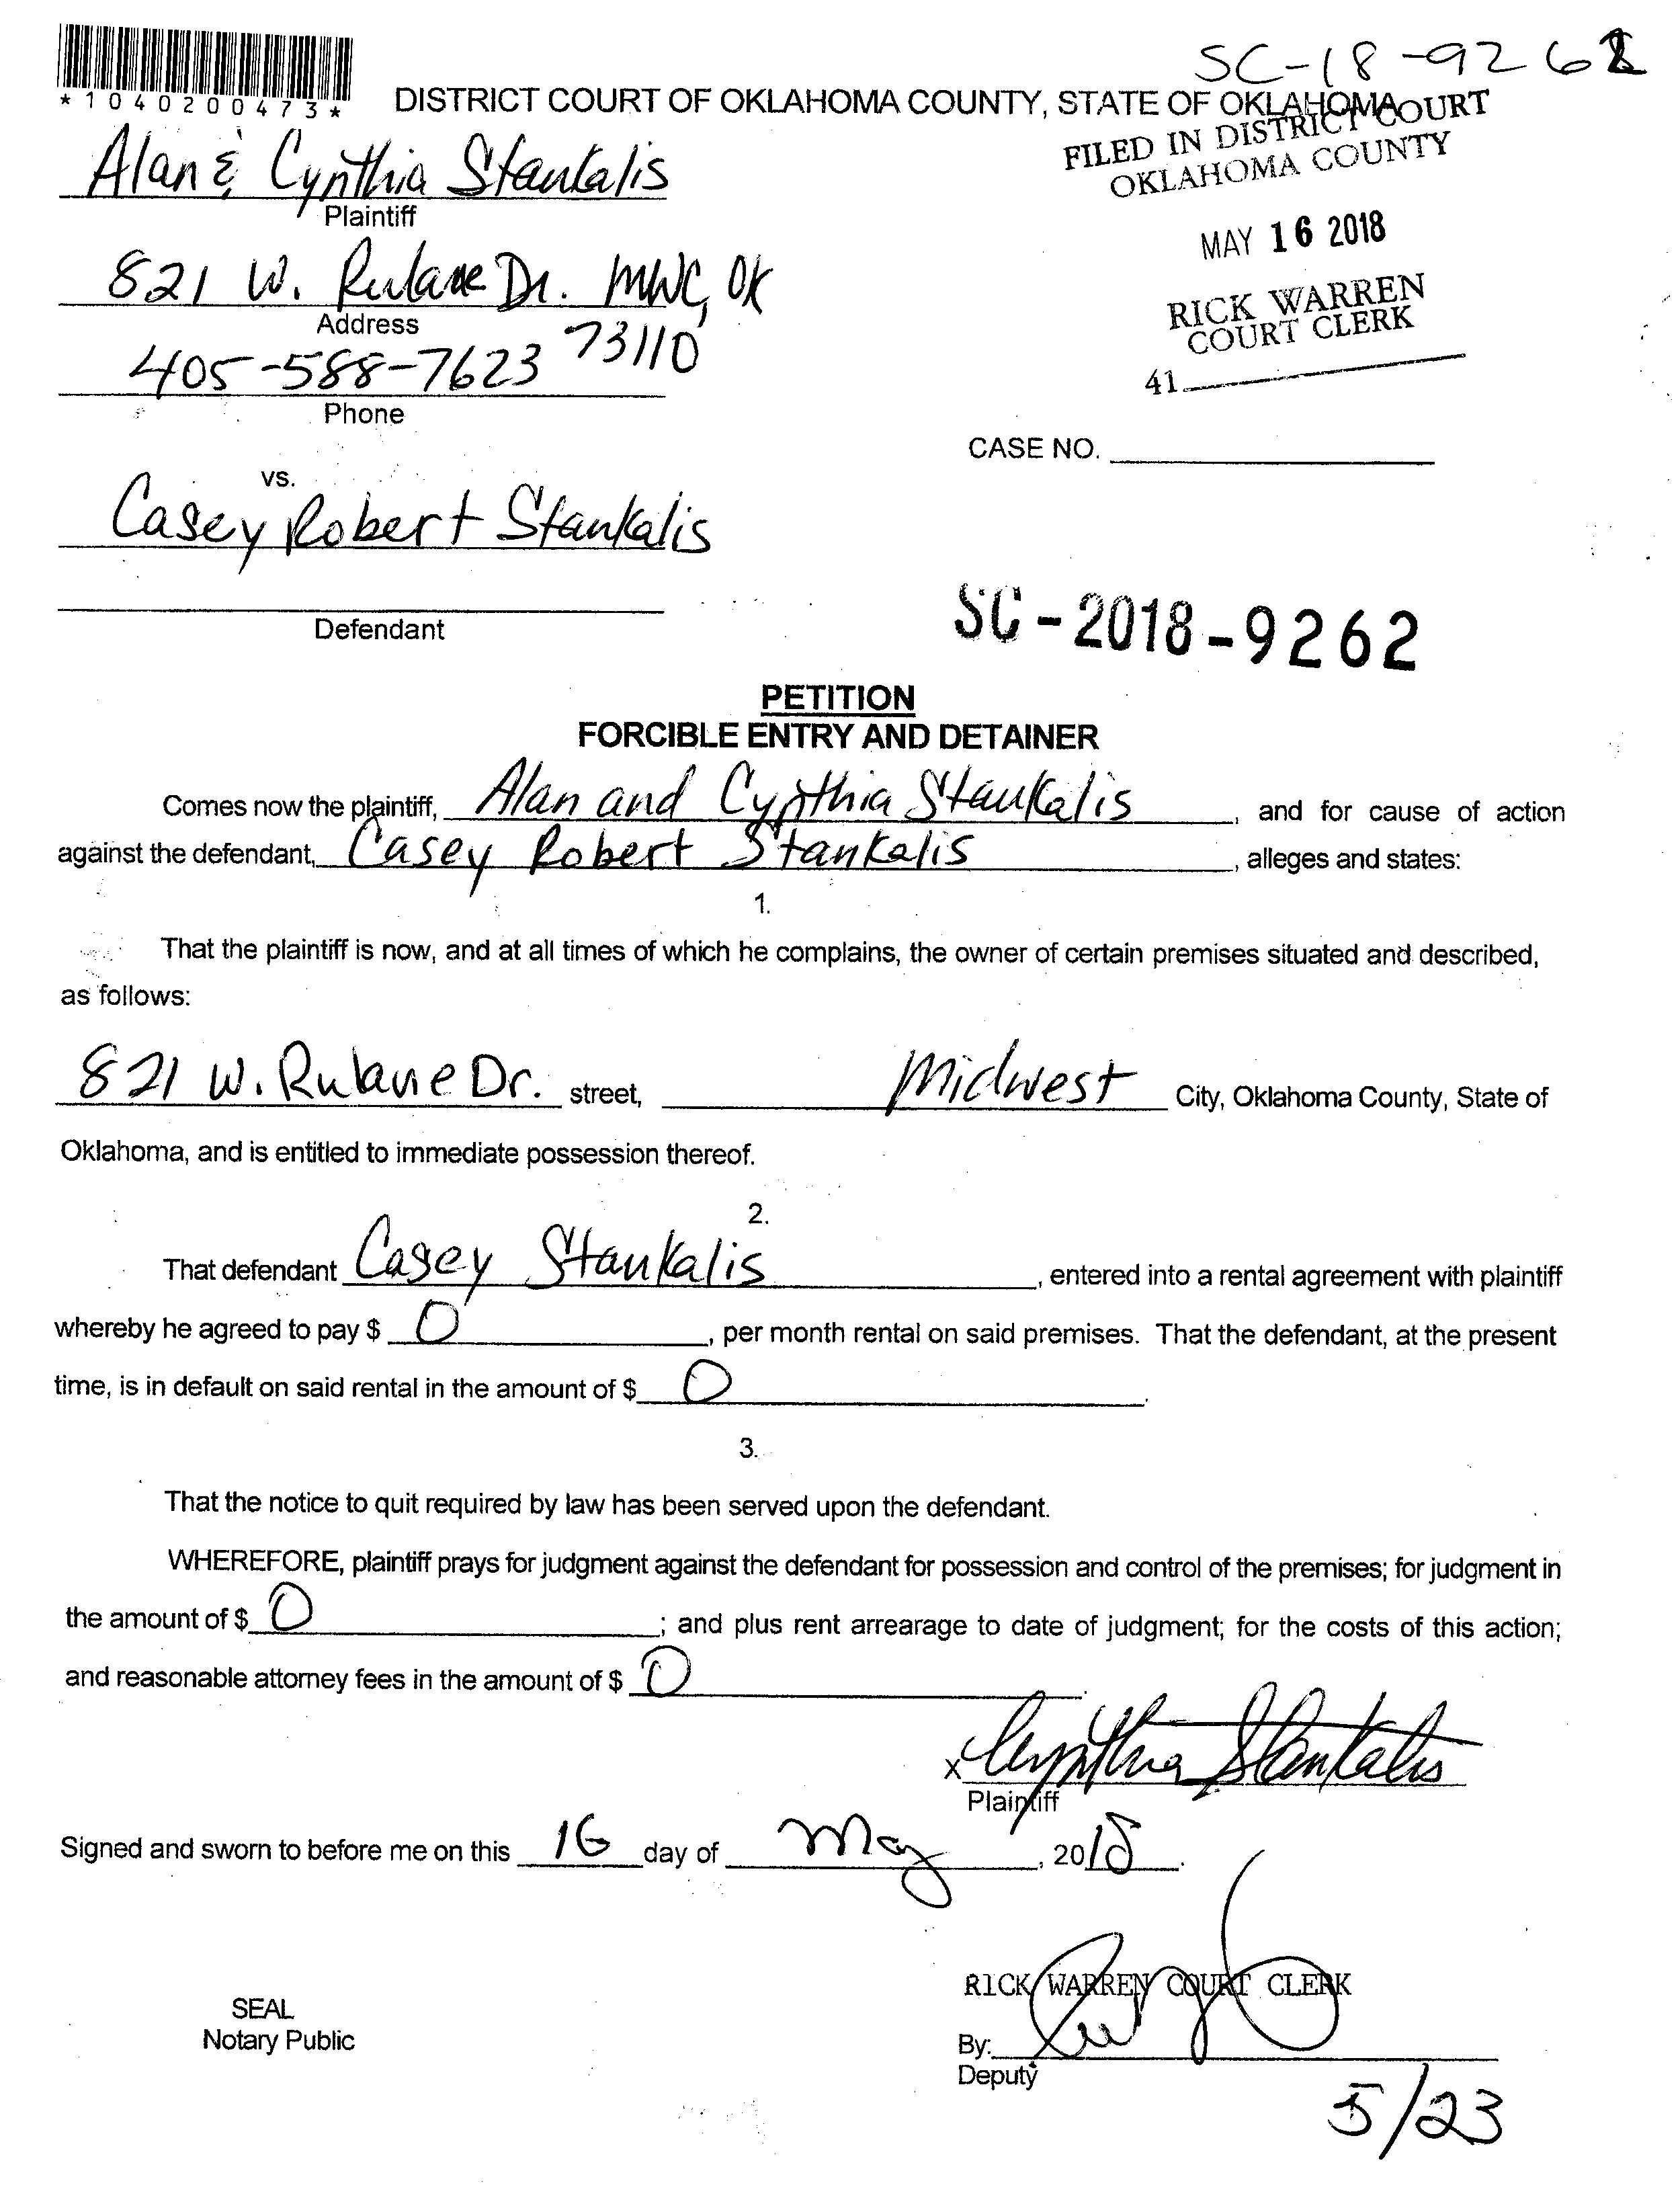 SC-18-9262
*1040200473*
DISTRICT COURT OF OKLAHOMA COUNTY, STATE OF OKLAHOMA
FILED IN DISTRICT COURT
OKLAHOMA COUNTY
Alan & Cynthia Stankalis
Plaintiff
MAY 16 2018
821 W. Rulane Dr. MWC, OK
Address
73110
RICK WARREN
COURT CLERK
405-588-7623
Phone
41
CASE NO.
vs.
Casey Robert Stankalis
Defendant
SC-2018-9262
PETITION
FORCIBLE ENTRY AND DETAINER
Comes now the plaintiff, Alan and Cynthia Stankalis, and for cause of action
against the defendant, Casey Robert Stankalis, alleges and states:
1.
That the plaintiff is now, and at all times of which he complains, the owner of certain premises situated and described,
as follows:
821 W. Rulane Dr. street, Midwest City, Oklahoma County, State of
Oklahoma, and is entitled to immediate possession thereof.
2.
That defendant Casey Stankalis, entered into a rental agreement with plaintiff
whereby he agreed to pay $ 0, per month rental on said premises. That the defendant, at the present
time, is in default on said rental in the amount of $ 0.
3.
That the notice to quit required by law has been served upon the defendant.
WHEREFORE, plaintiff prays for judgment against the defendant for possession and control of the premises; for judgment in
the amount of $ 0; and plus rent arrearage to date of judgment; for the costs of this action;
and reasonable attorney fees in the amount of $ 0.
x Cynthia Stankalis
Plaintiff
Signed and sworn to before me on this 16 day of May, 2018.
RICK WARREN COURT CLERK
SEAL
Notary Public
By:
Deputy
5/23